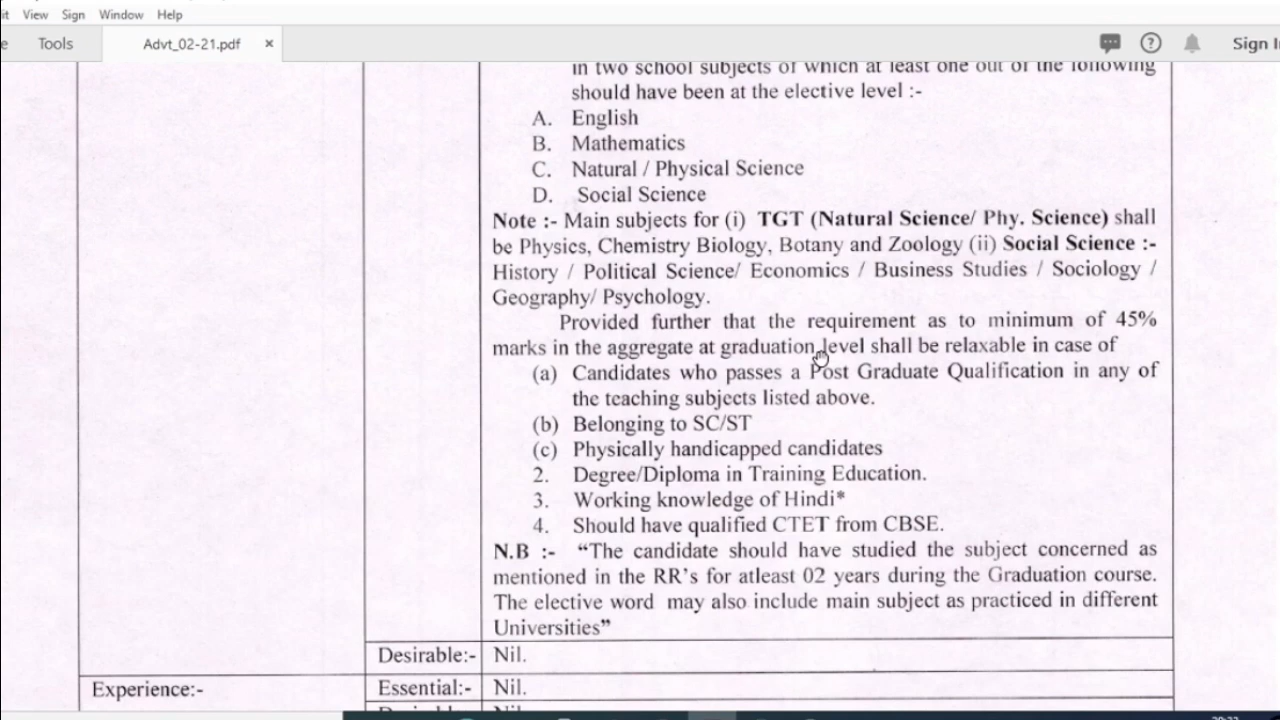 it View Sign Window Help
e Tools Advt_02-21.pdf × Sign I
in two school subjects of which at least one out of the following
should have been at the elective level :-
A. English
B. Mathematics
C. Natural / Physical Science
D. Social Science
Note :- Main subjects for (i) TGT (Natural Science/ Phy. Science) shall
be Physics, Chemistry Biology, Botany and Zoology (ii) Social Science :-
History / Political Science/ Economics / Business Studies / Sociology /
Geography/ Psychology.
Provided further that the requirement as to minimum of 45%
marks in the aggregate at graduation level shall be relaxable in case of
(a) Candidates who passes a Post Graduate Qualification in any of
the teaching subjects listed above.
(b) Belonging to SC/ST
(c) Physically handicapped candidates
2. Degree/Diploma in Training Education.
3. Working knowledge of Hindi*
4. Should have qualified CTET from CBSE.
N.B :- “The candidate should have studied the subject concerned as
mentioned in the RR’s for atleast 02 years during the Graduation course.
The elective word may also include main subject as practiced in different
Universities”
Desirable:- Nil.
Experience:- Essential:- Nil.